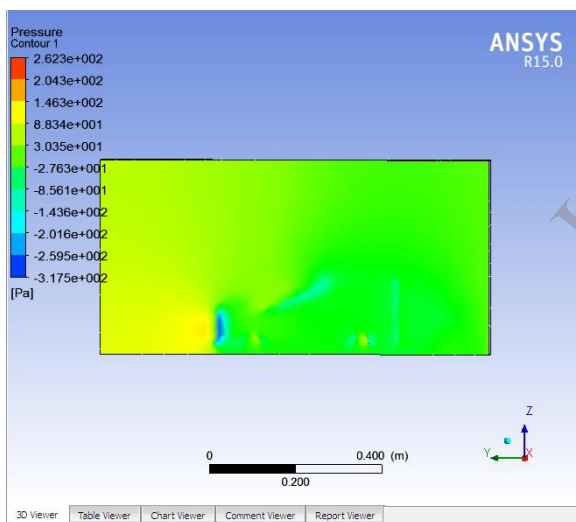 Pressure
Contour 1
2.623e+002
2.043e+002
1.463e+002
8.834e+001
3.035e+001
-2.763e+001
-8.561e+001
-1.436e+002
-2.016e+002
-2.595e+002
-3.175e+002
[Pa]
ANSYS
R15.0
Z
Y
X
0
0.400 (m)
0.200
3D Viewer
Table Viewer
Chart Viewer
Comment Viewer
Report Viewer